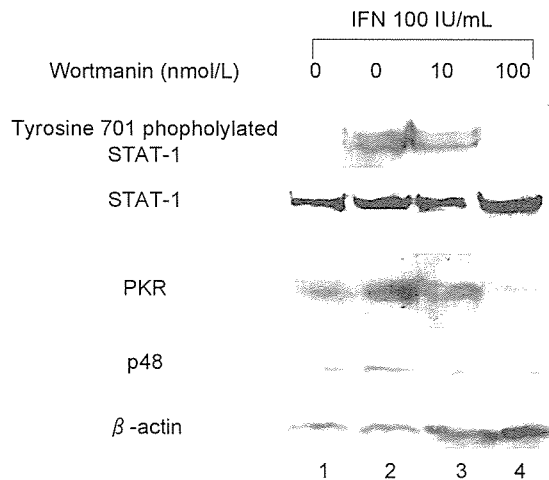 IFN 100 IU/mL
Wortmanin (nmol/L) 0 0 10 100
Tyrosine 701 phopholylated
STAT-1
STAT-1
PKR
p48
β-actin
1 2 3 4